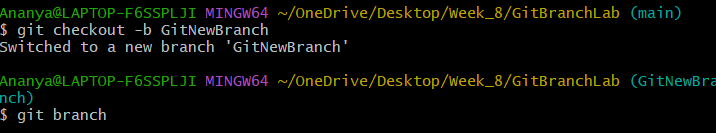 Ananya@LAPTOP-F6SSPLJI MINGW64 ~/OneDrive/Desktop/Week_8/GitBranchLab (main)
$ git checkout -b GitNewBranch
Switched to a new branch 'GitNewBranch'
Ananya@LAPTOP-F6SSPLJI MINGW64 ~/OneDrive/Desktop/Week_8/GitBranchLab (GitNewBra
nch)
$ git branch